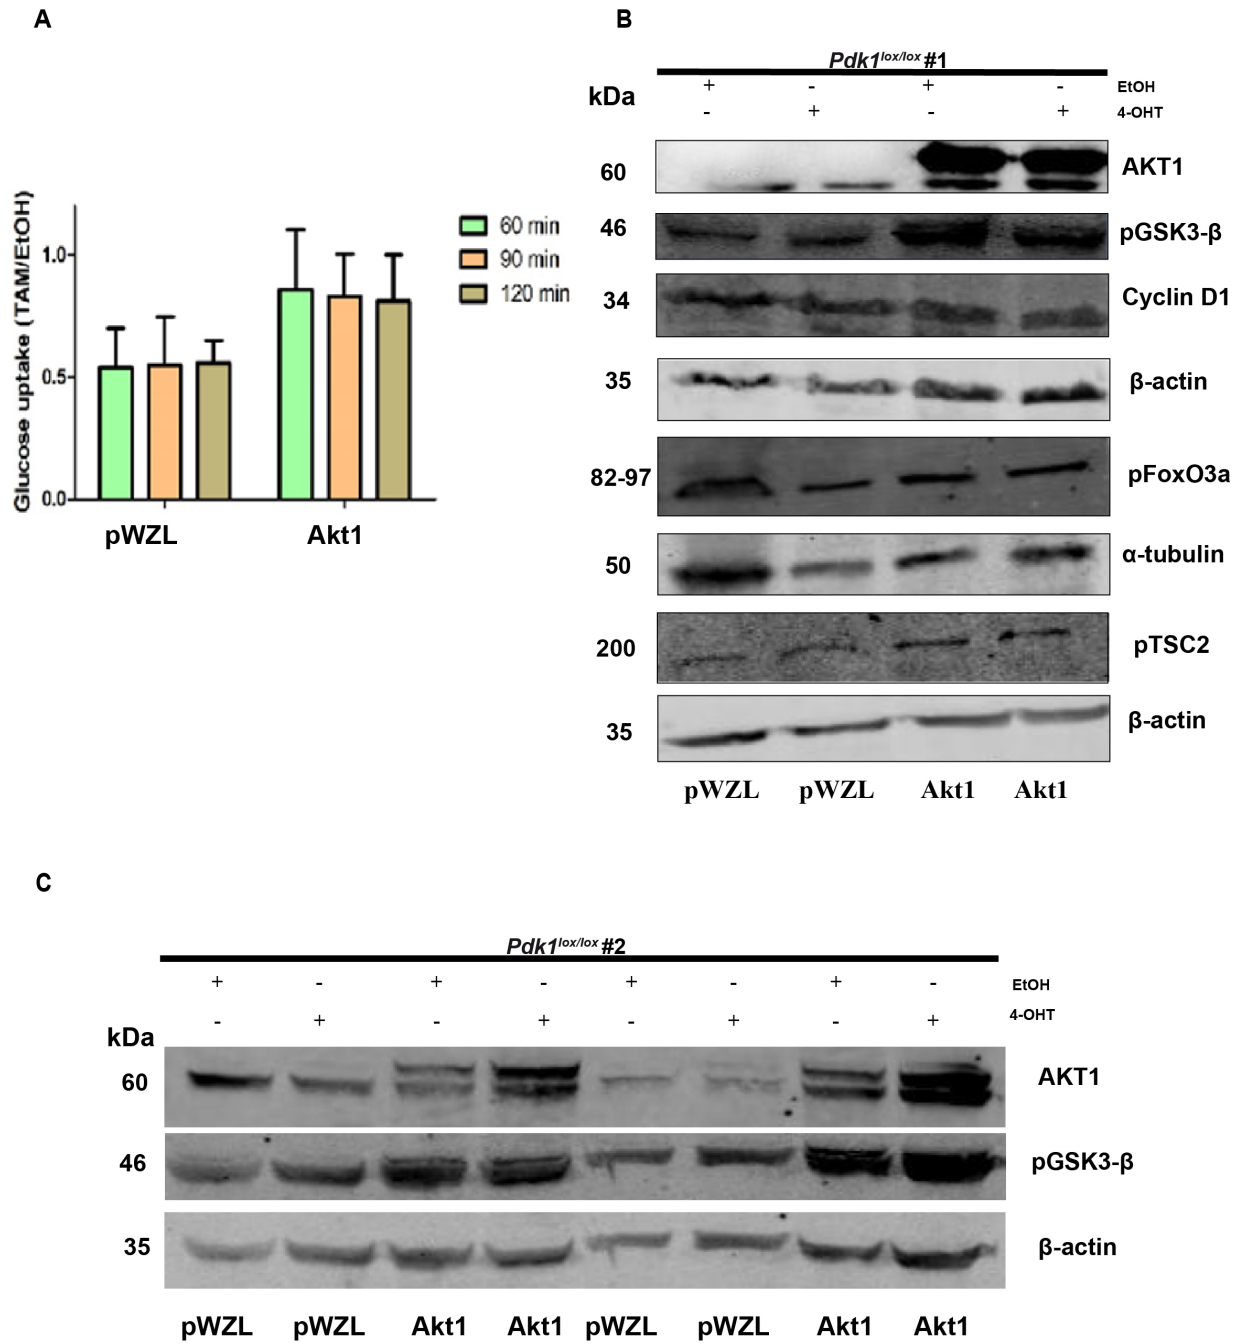 A
Glucose uptake (TAM/EtOH)
1.0
0.5
0.0
60 min
90 min
120 min
pWZL Akt1
B
Pdk1lox/lox #1
kDa
+ - + - EtOH
- + - + 4-OHT
60 AKT1
46 pGSK3-β
34 Cyclin D1
35 β-actin
82-97 pFoxO3a
50 α-tubulin
200 pTSC2
35 β-actin
pWZL pWZL Akt1 Akt1
C
Pdk1lox/lox #2
+ - + - + - + - EtOH
- + - + - + - + 4-OHT
kDa
60 AKT1
46 pGSK3-β
35 β-actin
pWZL pWZL Akt1 Akt1 pWZL pWZL Akt1 Akt1